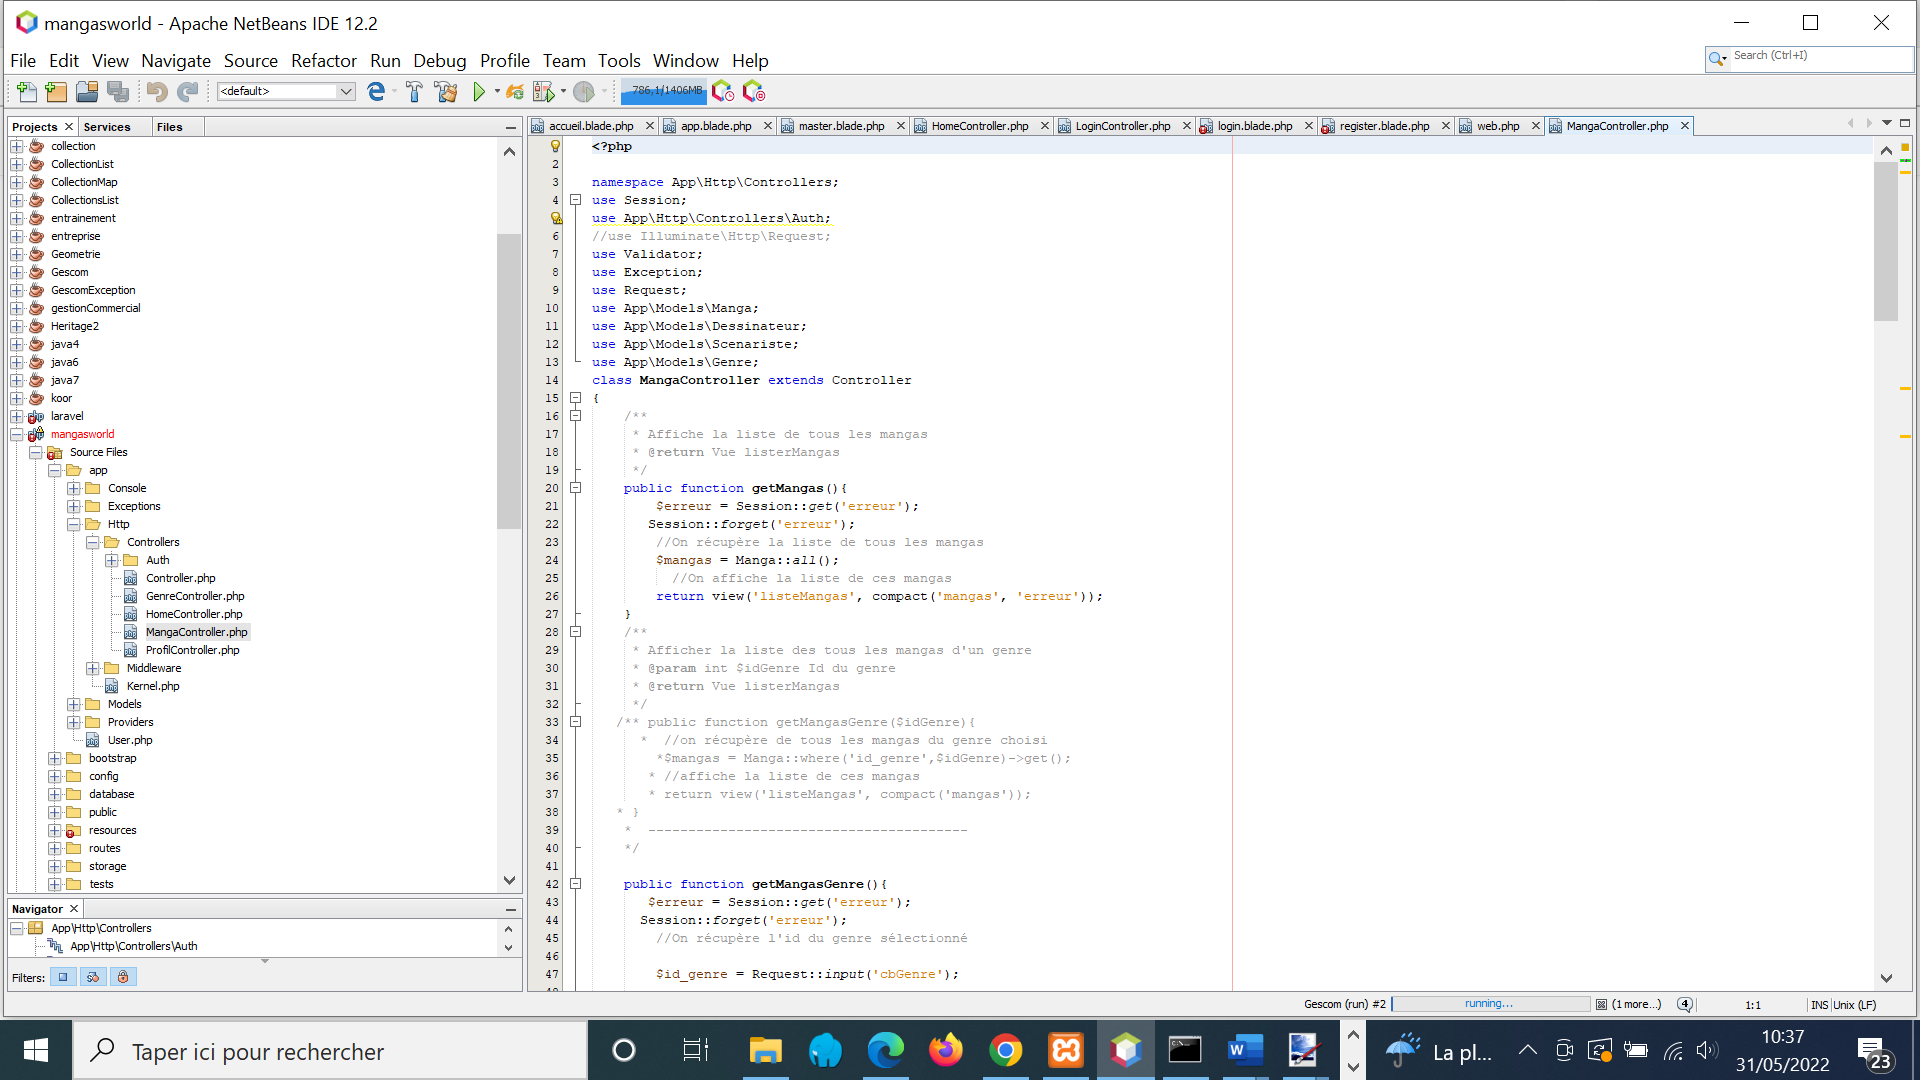 mangasworld - Apache NetBeans IDE 12.2
File Edit View Navigate Source Refactor Run Debug Profile Team Tools Window Help
Search (Ctrl+I)
<default>
786,1/1406MB
Projects Services Files
collection
CollectionList
CollectionMap
CollectionsList
entrainement
entreprise
Geometrie
Gescom
GescomException
gestionCommercial
Heritage2
java4
java6
java7
koor
laravel
mangasworld
Source Files
app
Console
Exceptions
Http
Controllers
Auth
Controller.php
GenreController.php
HomeController.php
MangaController.php
ProfilController.php
Middleware
Kernel.php
Models
Providers
User.php
bootstrap
config
database
public
resources
routes
storage
tests
Navigator
App\Http\Controllers
App\Http\Controllers\Auth
Filters:
accueil.blade.php app.blade.php master.blade.php HomeController.php LoginController.php login.blade.php register.blade.php web.php MangaController.php
<?php
2
3 namespace App\Http\Controllers;
4 use Session;
use App\Http\Controllers\Auth;
6 //use Illuminate\Http\Request;
7 use Validator;
8 use Exception;
9 use Request;
10 use App\Models\Manga;
11 use App\Models\Dessinateur;
12 use App\Models\Scenariste;
13 use App\Models\Genre;
14 class MangaController extends Controller
15 {
16 /**
17 * Affiche la liste de tous les mangas
18 * @return Vue listerMangas
19 */
20 public function getMangas(){
21 $erreur = Session::get('erreur');
22 Session::forget('erreur');
23 //On récupère la liste de tous les mangas
24 $mangas = Manga::all();
25 //On affiche la liste de ces mangas
26 return view('listeMangas', compact('mangas', 'erreur'));
27 }
28 /**
29 * Afficher la liste des tous les mangas d'un genre
30 * @param int $idGenre Id du genre
31 * @return Vue listerMangas
32 */
33 /** public function getMangasGenre($idGenre){
34 * //on récupère de tous les mangas du genre choisi
35 *$mangas = Manga::where('id_genre',$idGenre)->get();
36 * //affiche la liste de ces mangas
37 * return view('listeMangas', compact('mangas'));
38 * }
39 * ----------------------------------------
40 */
41
42 public function getMangasGenre(){
43 $erreur = Session::get('erreur');
44 Session::forget('erreur');
45 //On récupère l'id du genre sélectionné
46
47 $id_genre = Request::input('cbGenre');
Gescom (run) #2 running... (1 more...) 4 1:1 INS Unix (LF)
Taper ici pour rechercher
La pl...
10:37
31/05/2022
23